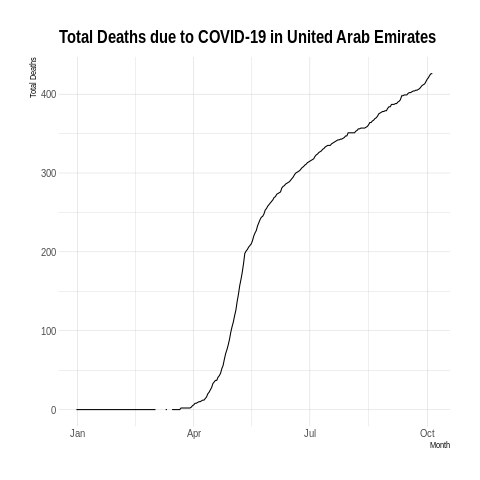 Total Deaths due to COVID-19 in United Arab Emirates
Total Deaths
400
300
200
100
0
Jan Apr Jul Oct
Month